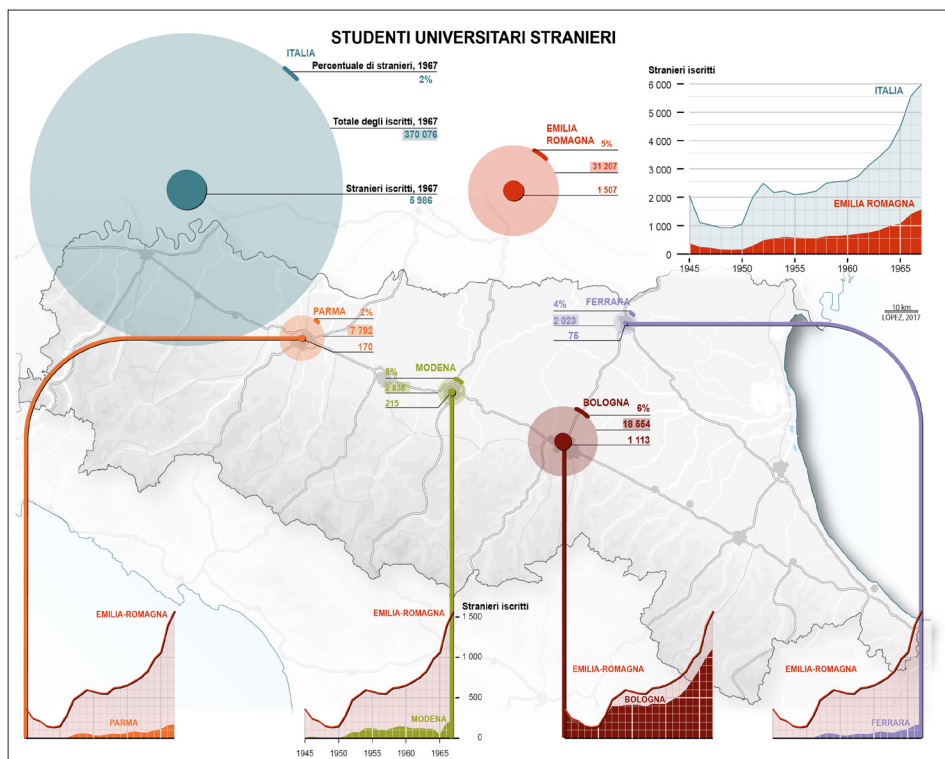 STUDENTI UNIVERSITARI STRANIERI
ITALIA
Percentuale di stranieri, 1967
2%
Totale degli iscritti, 1967
370 076
Stranieri iscritti, 1967
5 986
EMILIA
ROMAGNA
5%
31 207
1 507
Stranieri iscritti
6 000
5 000
4 000
3 000
2 000
1 000
0
ITALIA
EMILIA ROMAGNA
1945
1950
1955
1960
1965
10 km
LÓPEZ, 2017
PARMA
2%
7 792
170
MODENA
8%
2 838
215
FERRARA
4%
2 023
75
BOLOGNA
6%
18 554
1 113
EMILIA-ROMAGNA
PARMA
EMILIA-ROMAGNA
MODENA
Stranieri iscritti
1 500
1 000
500
0
1945
1950
1955
1960
1965
EMILIA-ROMAGNA
BOLOGNA
EMILIA-ROMAGNA
FERRARA